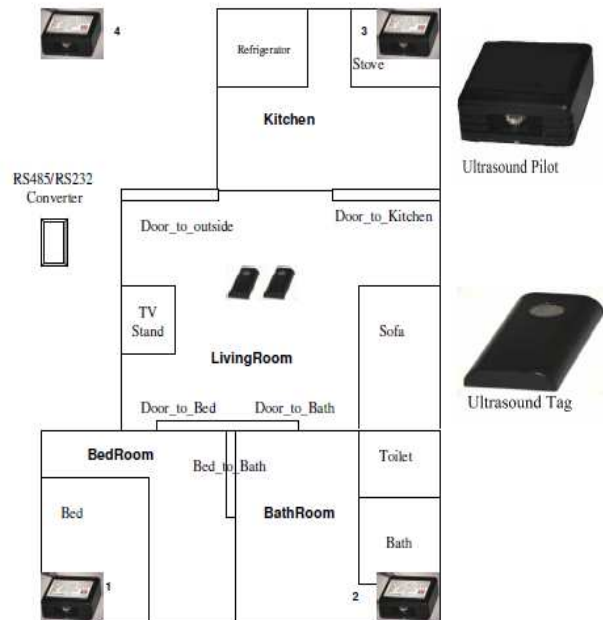 4
3
Refrigerator
Stove
Kitchen
Ultrasound Pilot
RS485/RS232
Converter
Door_to_outside
Door_to_Kitchen
TV
Stand
Sofa
LivingRoom
Ultrasound Tag
Door_to_Bed
Door_to_Bath
BedRoom
Bed_to_Bath
Toilet
Bed
BathRoom
Bath
1
2